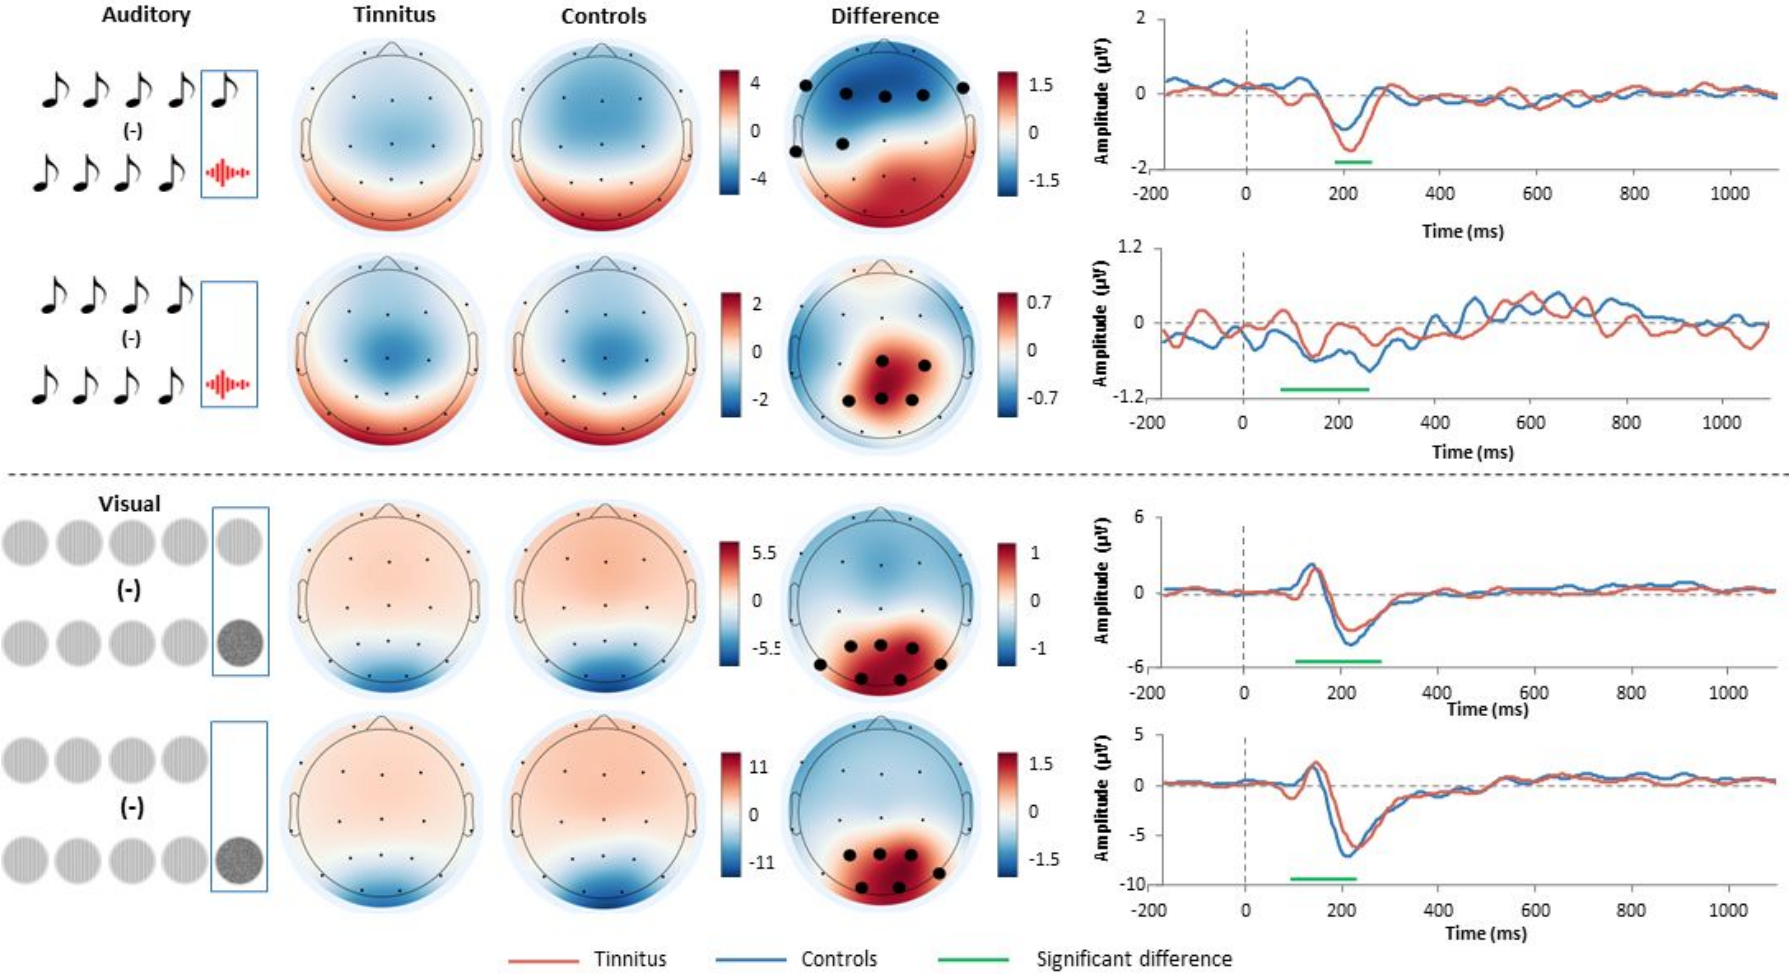 Auditory
Tinnitus
Controls
Difference
(-)
4
0
-4
1.5
0
-1.5
Amplitude (µV)
2
0
-2
-200 0 200 400 600 800 1000
Time (ms)
(-)
2
0
-2
0.7
0
-0.7
Amplitude (µV)
1.2
0
-1.2
-200 0 200 400 600 800 1000
Time (ms)
Visual
(-)
5.5
0
-5.5
1
0
-1
Amplitude (µV)
6
0
-6
-200 0 200 400 600 800 1000
Time (ms)
(-)
11
0
-11
1.5
0
-1.5
Amplitude (µV)
5
0
-5
-10
-200 0 200 400 600 800 1000
Time (ms)
Tinnitus
Controls
Significant difference